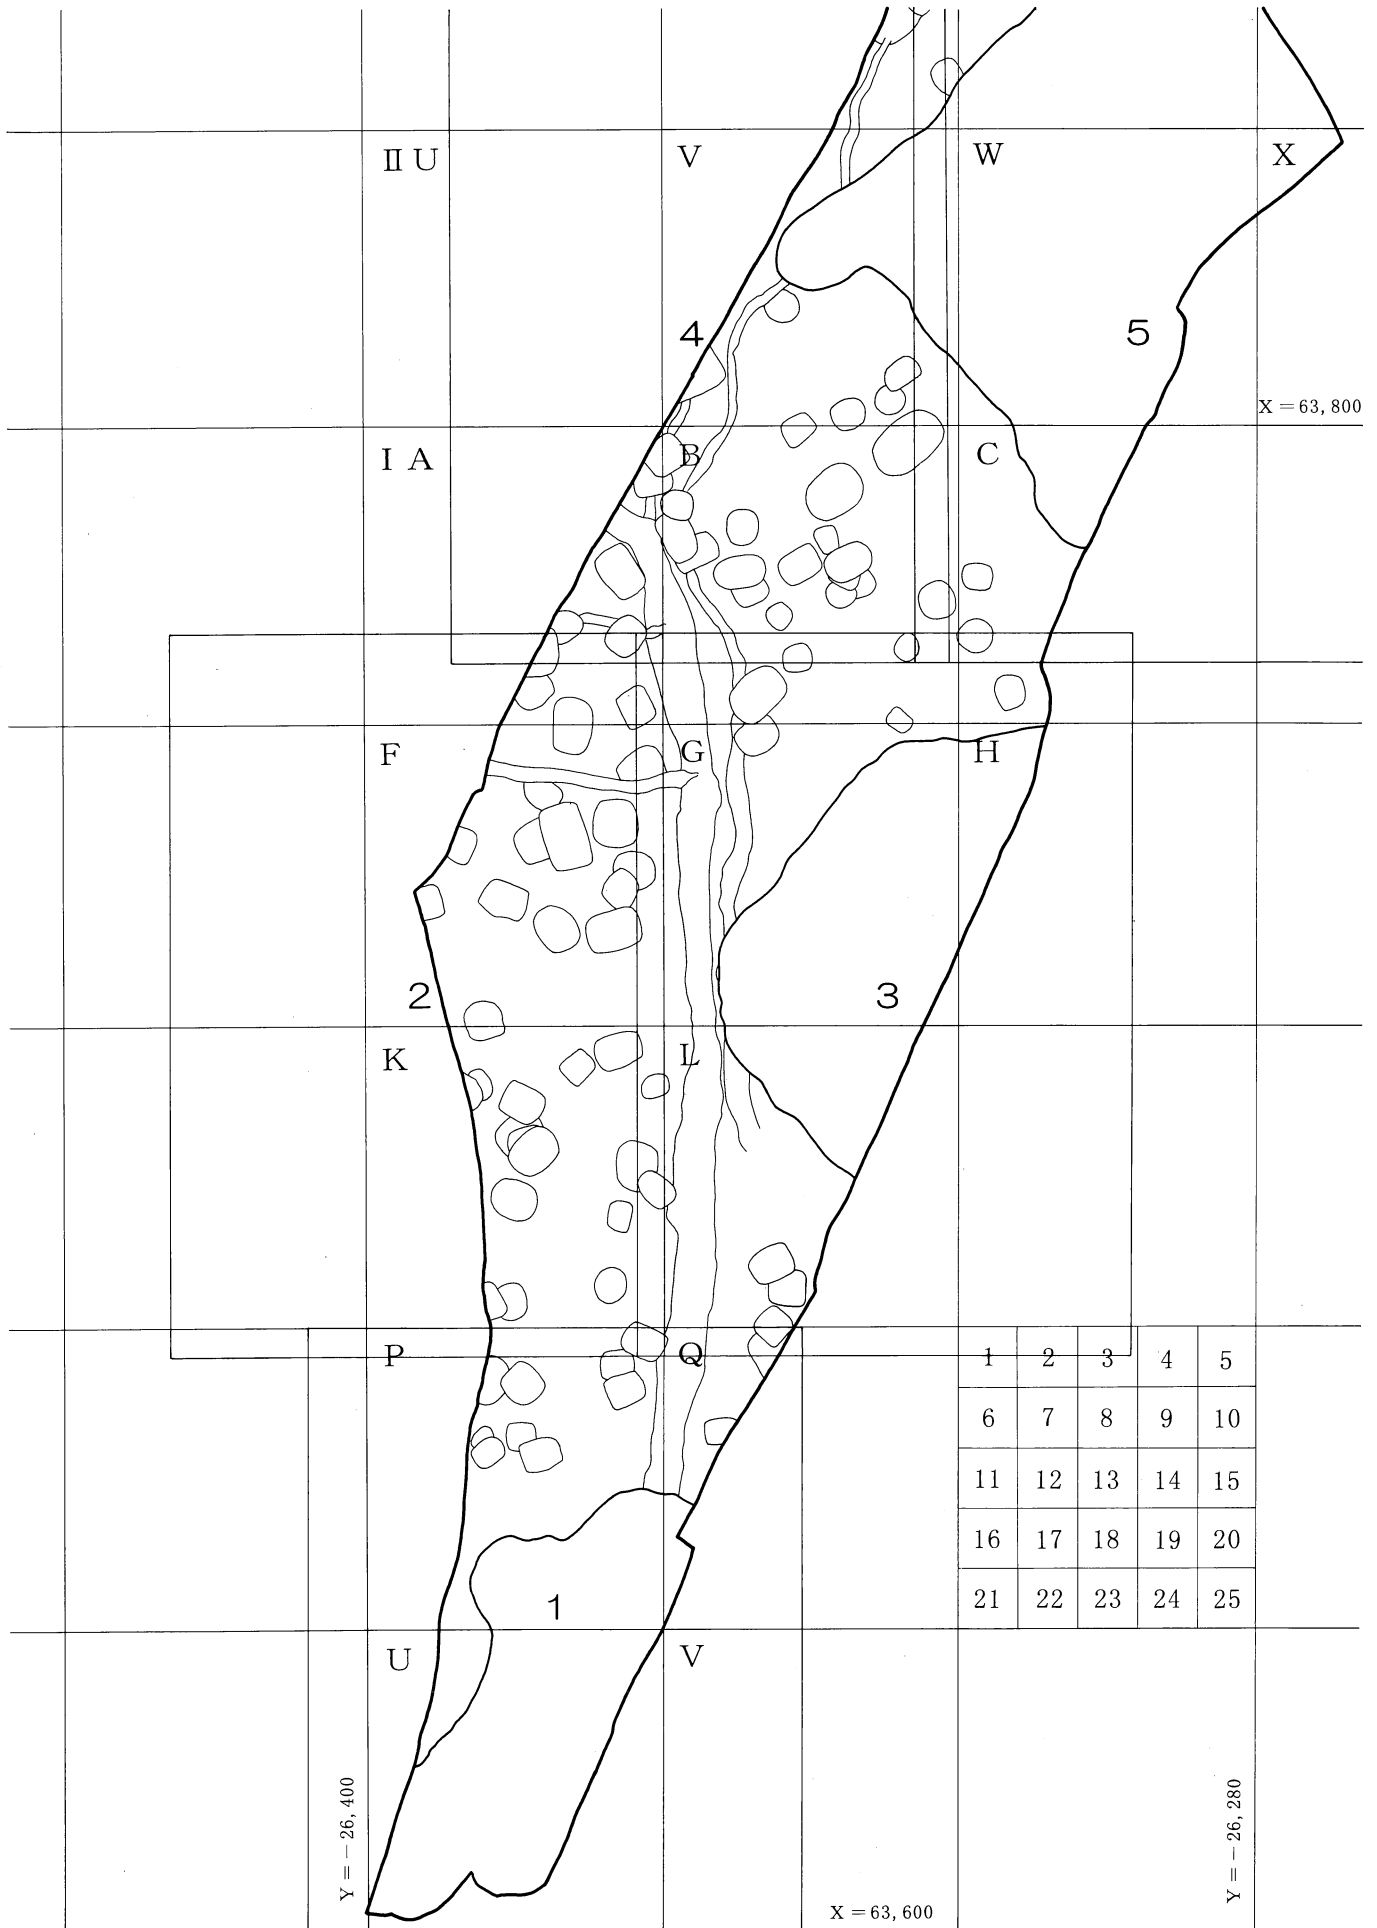 Ⅱ U V W X
4 5
X = 63,800
Ⅰ A B C
F G H
2 3
K L
P Q
1 2 3 4 5
6 7 8 9 10
11 12 13 14 15
16 17 18 19 20
21 22 23 24 25
1
U V
Y = −26,400
Y = −26,280
X = 63,600